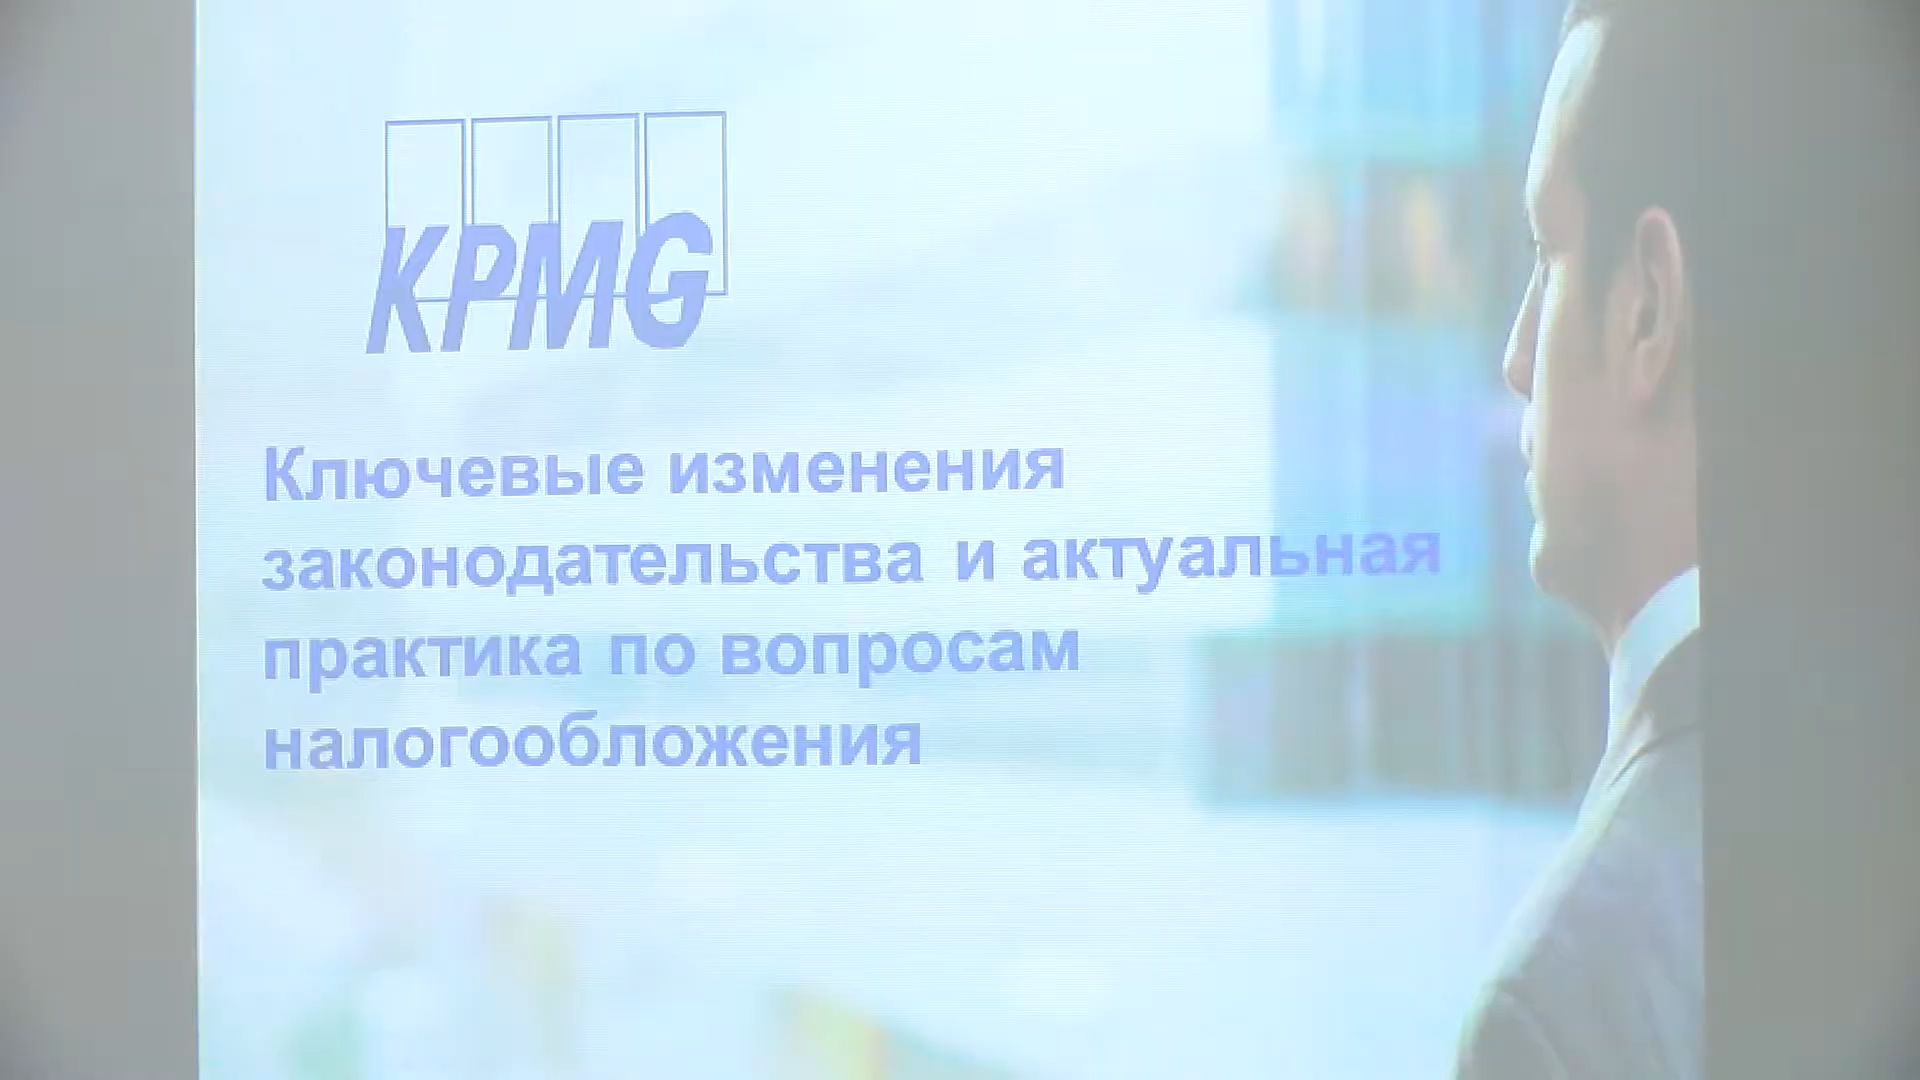 KPMG
Ключевые изменения
законодательства и актуальная
практика по вопросам
налогообложения